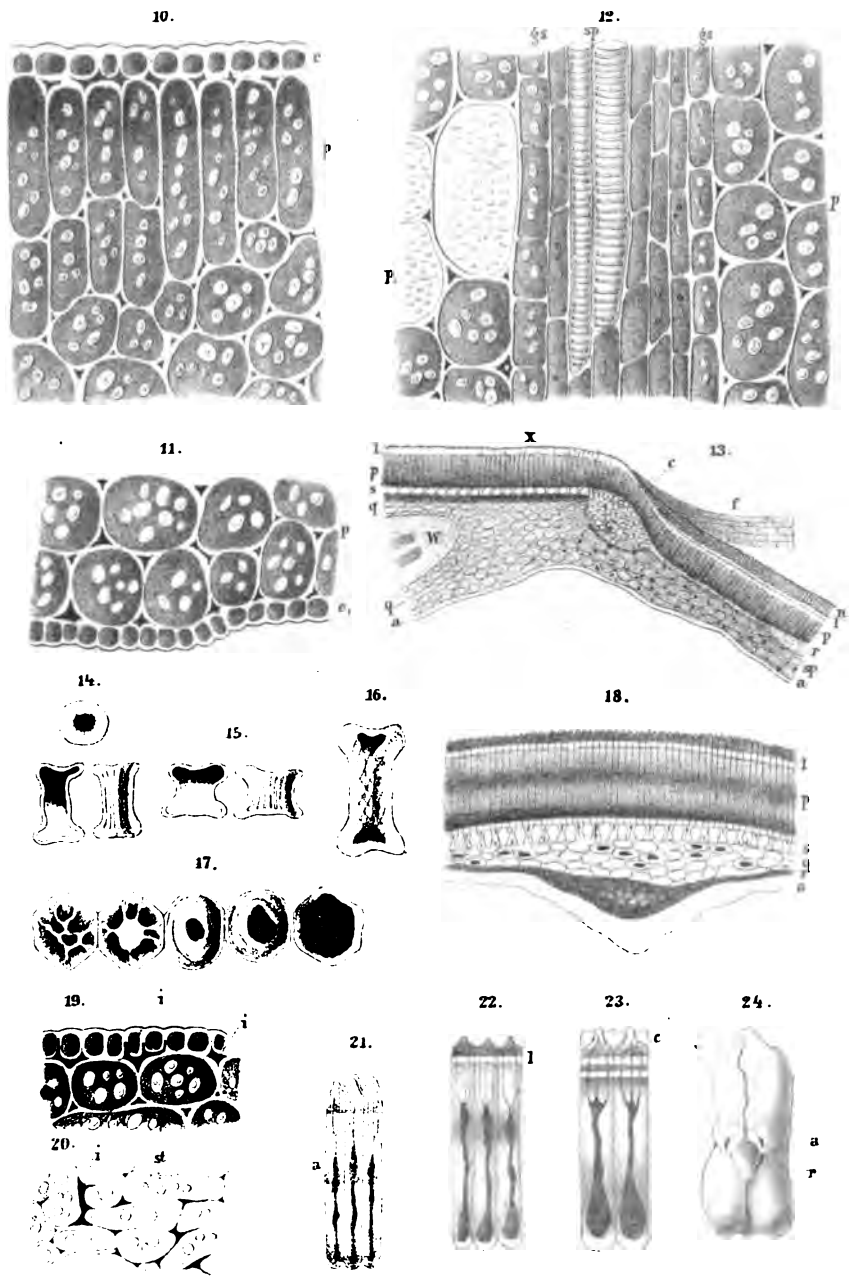 10.
12.
e
p
gs sp gs
p
p.
11.
p
e,
X
13.
l
p
s
q
c
f
W
q
a
n
l
p
r
sp
a
14.
15.
16.
18.
l
p
a
17.
19. i
i
20. i st
21.
a
22.
l
23.
c
24.
a
r